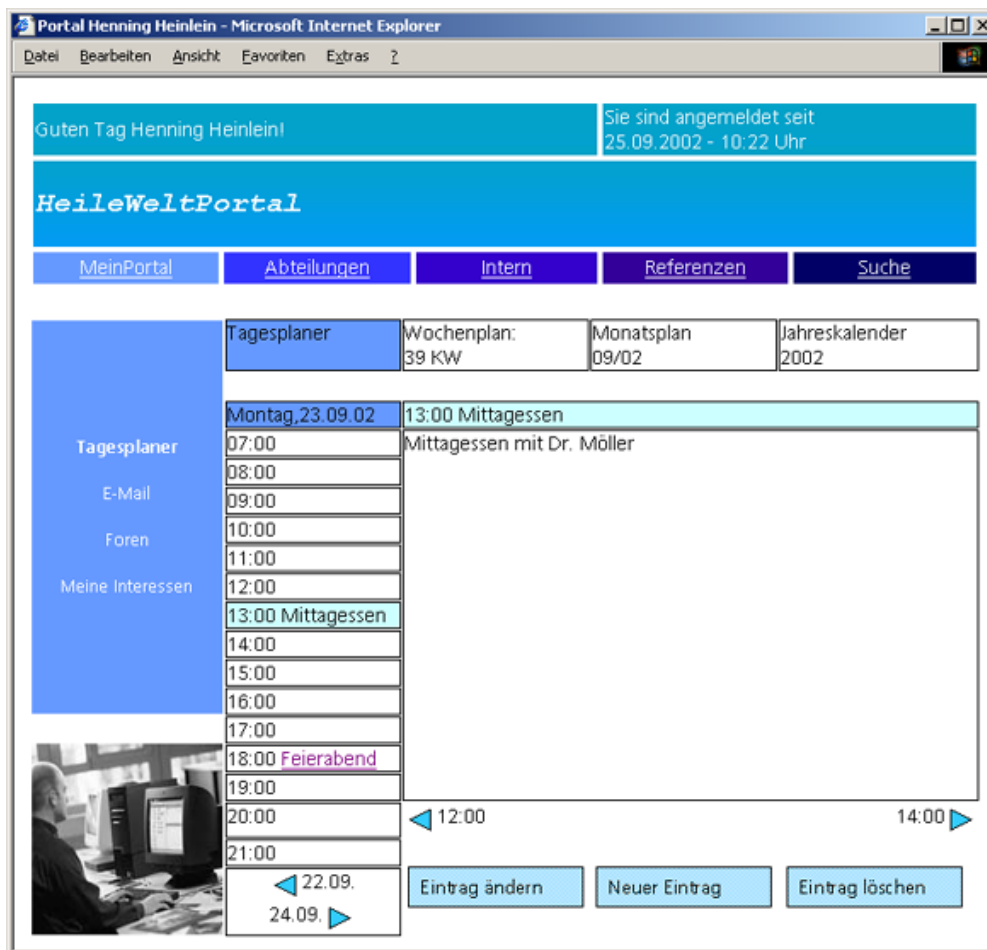 Portal Henning Heinlein - Microsoft Internet Explorer
Datei Bearbeiten Ansicht Favoriten Extras ?
Guten Tag Henning Heinlein!
Sie sind angemeldet seit
25.09.2002 - 10:22 Uhr
HeileWeltPortal
MeinPortal Abteilungen Intern Referenzen Suche
Tagesplaner
E-Mail
Foren
Meine Interessen
Tagesplaner
Wochenplan:
39 KW
Monatsplan
09/02
Jahreskalender
2002
Montag,23.09.02
07:00
08:00
09:00
10:00
11:00
12:00
13:00 Mittagessen
14:00
15:00
16:00
17:00
18:00 Feierabend
19:00
20:00
21:00
22.09.
24.09.
13:00 Mittagessen
Mittagessen mit Dr. Möller
12:00 14:00
Eintrag ändern Neuer Eintrag Eintrag löschen